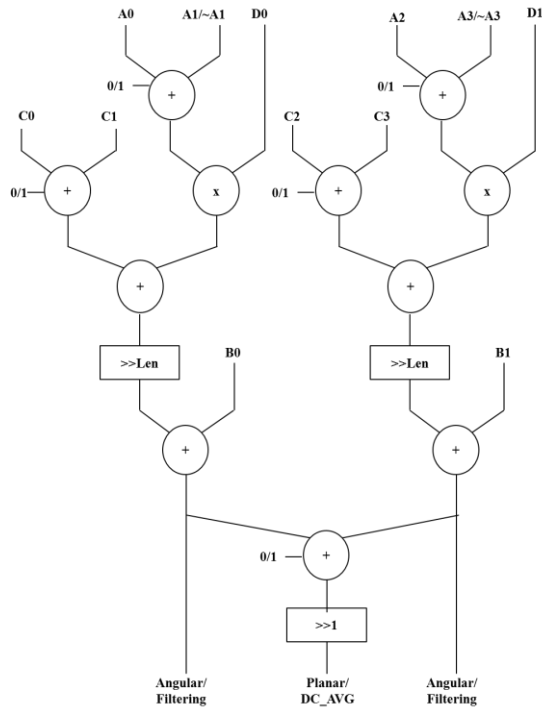 A0 A1/~A1 D0 A2 A3/~A3 D1
0/1 + 0/1 +
C0 C1 C2 C3
0/1 + x 0/1 + x
+ +
>>Len B0 >>Len B1
+ +
0/1 +
>>1
Angular/ Planar/ Angular/
Filtering DC_AVG Filtering